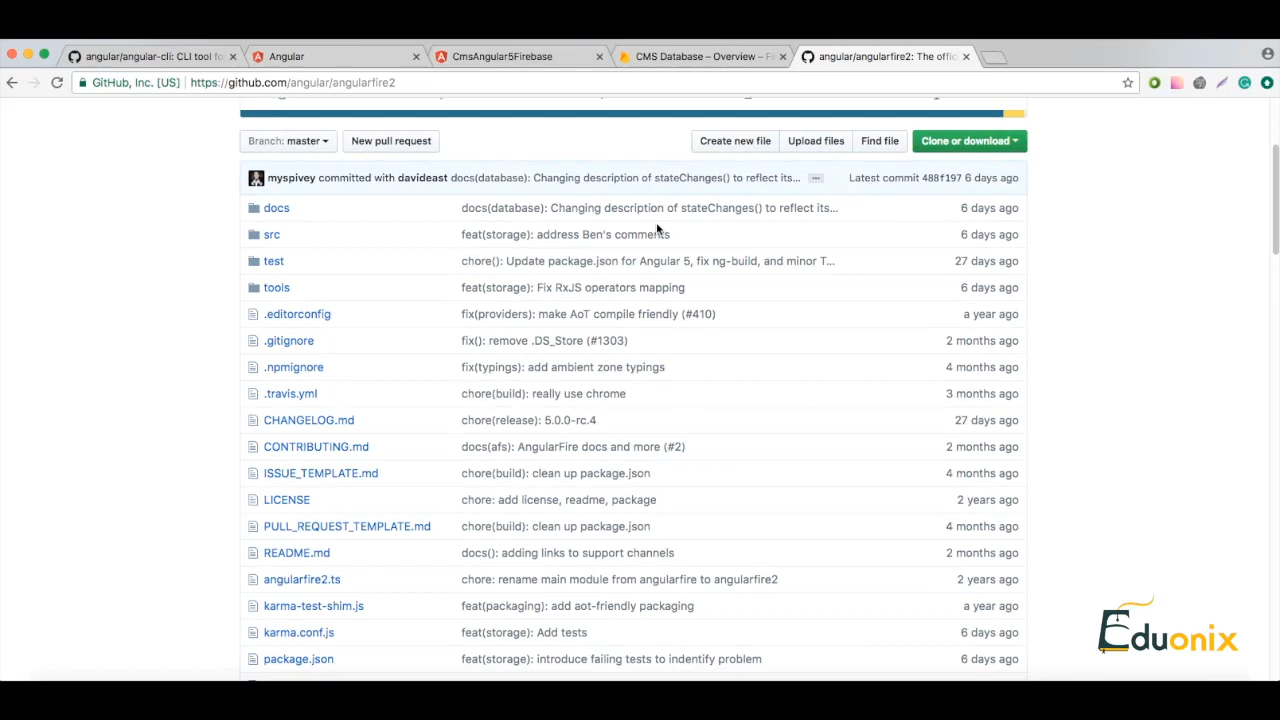 angular/angular-cli: CLI tool fo
Angular
CmsAngular5Firebase
CMS Database – Overview – Fi
angular/angularfire2: The offic
GitHub, Inc. [US]
https://github.com/angular/angularfire2
Branch: master
New pull request
Create new file
Upload files
Find file
Clone or download
myspivey committed with davideast docs(database): Changing description of stateChanges() to reflect its... ... Latest commit 488f197 6 days ago
docs docs(database): Changing description of stateChanges() to reflect its... 6 days ago
src feat(storage): address Ben's comments 6 days ago
test chore(): Update package.json for Angular 5, fix ng-build, and minor T... 27 days ago
tools feat(storage): Fix RxJS operators mapping 6 days ago
.editorconfig fix(providers): make AoT compile friendly (#410) a year ago
.gitignore fix(): remove .DS_Store (#1303) 2 months ago
.npmignore fix(typings): add ambient zone typings 4 months ago
.travis.yml chore(build): really use chrome 3 months ago
CHANGELOG.md chore(release): 5.0.0-rc.4 27 days ago
CONTRIBUTING.md docs(afs): AngularFire docs and more (#2) 2 months ago
ISSUE_TEMPLATE.md chore(build): clean up package.json 4 months ago
LICENSE chore: add license, readme, package 2 years ago
PULL_REQUEST_TEMPLATE.md chore(build): clean up package.json 4 months ago
README.md docs(): adding links to support channels 2 months ago
angularfire2.ts chore: rename main module from angularfire to angularfire2 2 years ago
karma-test-shim.js feat(packaging): add aot-friendly packaging a year ago
karma.conf.js feat(storage): Add tests 6 days ago
package.json feat(storage): introduce failing tests to indentify problem 6 days ago
Eduonix